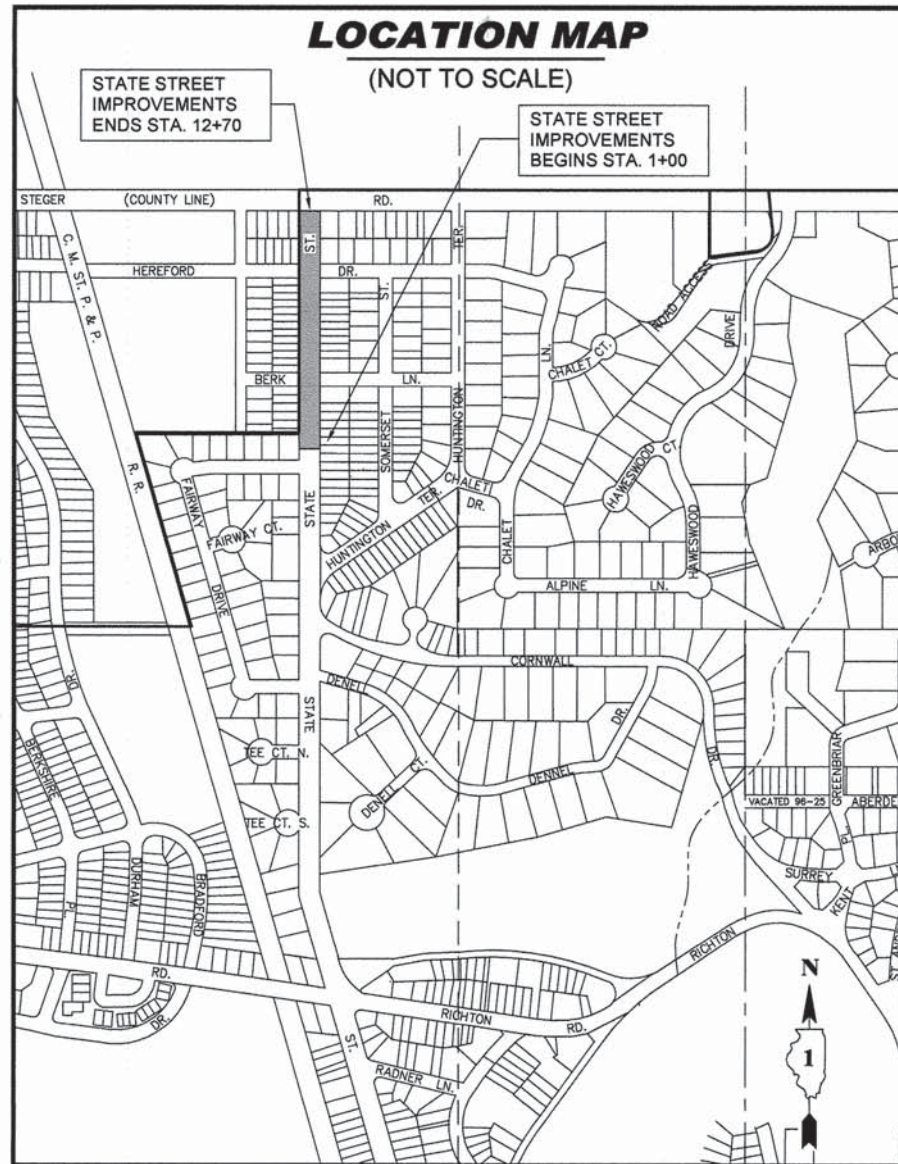 LOCATION MAP
(NOT TO SCALE)
STATE STREET
IMPROVEMENTS
ENDS STA. 12+70
STATE STREET
IMPROVEMENTS
BEGINS STA. 1+00
STEGER (COUNTY LINE) RD.
C. M. ST. P. & P.
R. R.
HEREFORD DR.
ST.
ST.
TER.
BERK LN.
SOMERSET
HUNTINGTON
LN.
CHALET CT.
ROAD ACCESS
DRIVE
STATE
FAIRWAY
FAIRWAY CT.
DRIVE
HUNTINGTON TER.
CHALET
DR.
CHALET
HAWESWOOD CT.
HAWESWOOD
ALPINE LN.
ARBO
CORNWALL
DR.
DENELL
DR.
DENNEL
DENELL CT.
STATE
TEE CT. N.
TEE CT. S.
DR.
BERKSHIRE
PL.
DURHAM
BRADFORD
RD.
DR.
GREENBRIAR
PL.
VACATED 96-25 ABERDE
SURREY
KENT
RICHTON
RICHTON RD.
ST.
RADNER LN.
N
1